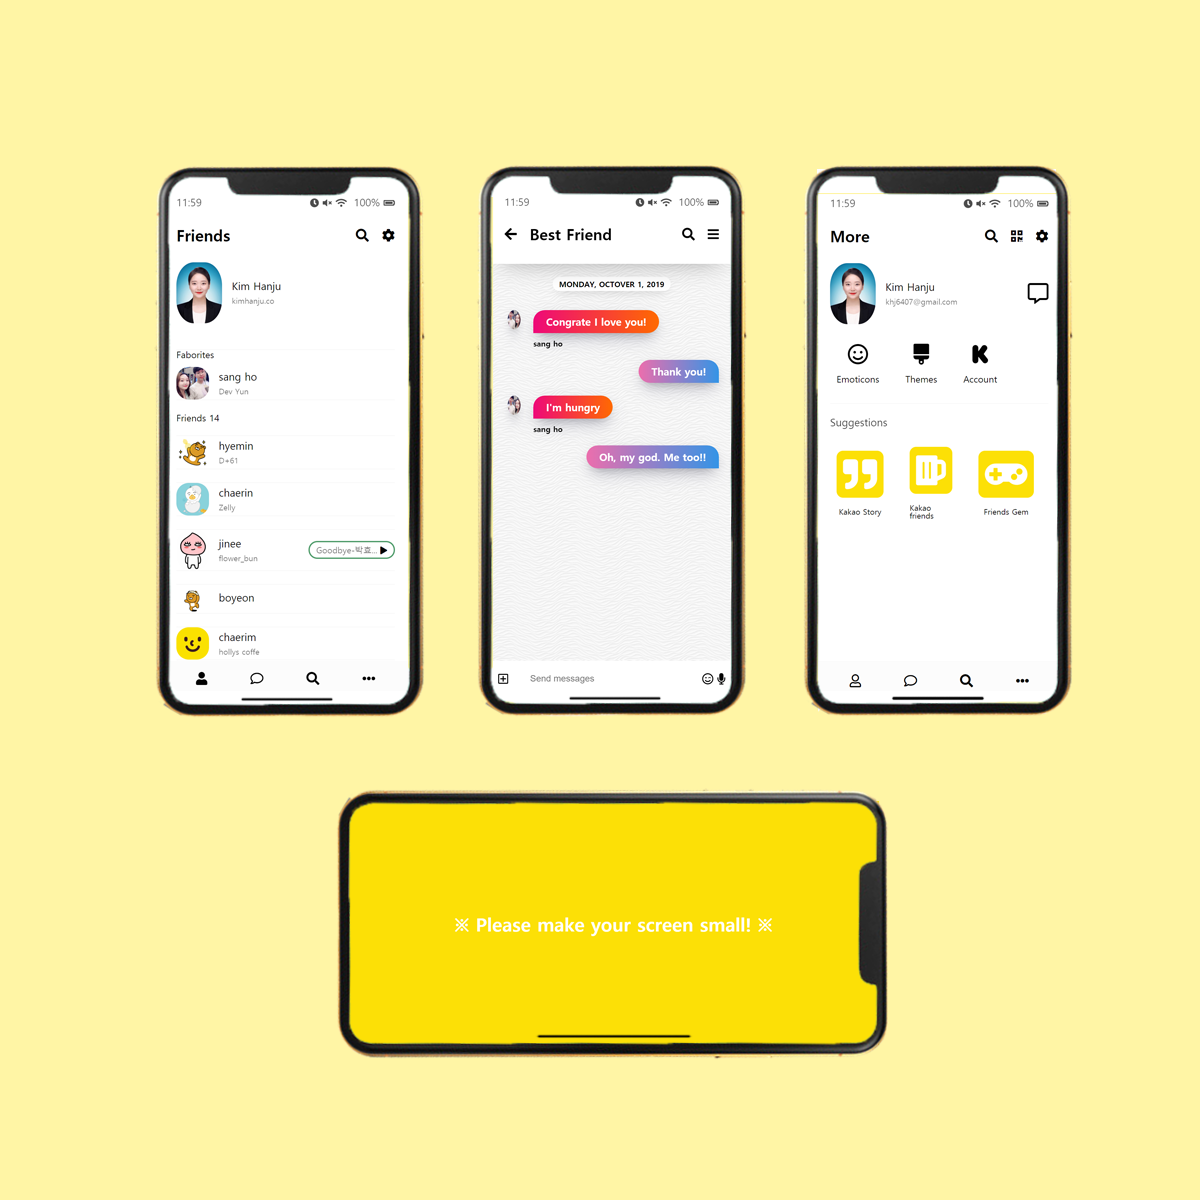 11:59
100%
Friends
Kim Hanju
kimhanju.co
Faborites
sang ho
Dev Yun
Friends 14
hyemin
D+61
chaerin
Zelly
jinee
flower_bun
Goodbye-박효...
boyeon
chaerim
hollys coffe
11:59
100%
Best Friend
MONDAY, OCTOVER 1, 2019
Congrate I love you!
sang ho
Thank you!
I'm hungry
sang ho
Oh, my god. Me too!!
Send messages
11:59
100%
More
Kim Hanju
khj6407@gmail.com
Emoticons
Themes
Account
Suggestions
Kakao Story
Kakao
friends
Friends Gem
※ Please make your screen small! ※